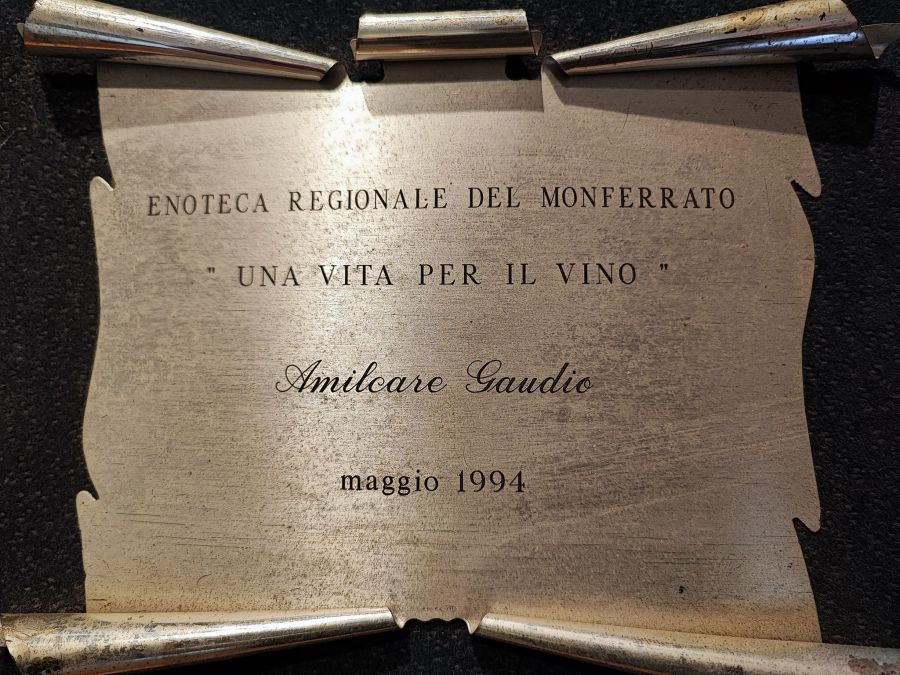 ENOTECA REGIONALE DEL MONFERRATO
" UNA VITA PER IL VINO "
Amilcare Gaudio
maggio 1994